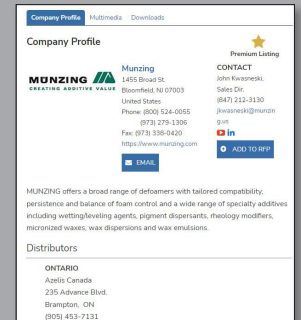 Company Profile Multimedia Downloads
Company Profile
Premium Listing
MÜNZING
CREATING ADDITIVE VALUE
Munzing
1455 Broad St.
Bloomfield, NJ 07003
United States
Phone: (800) 524-0055
(973) 279-1306
Fax: (973) 338-0420
https://www.munzing.com
EMAIL
CONTACT
John Kwasneski,
Sales Dir.
(847) 212-3130
jkwasneski@munzin
g.us
in
ADD TO RFP
MUNZING offers a broad range of defoamers with tailored compatibility,
persistence and balance of foam control and a wide range of specialty additives
including wetting/leveling agents, pigment dispersants, rheology modifiers,
micronized waxes, wax dispersions and wax emulsions.
Distributors
ONTARIO
Azelis Canada
235 Advance Blvd.
Brampton, ON
(905) 453-7131